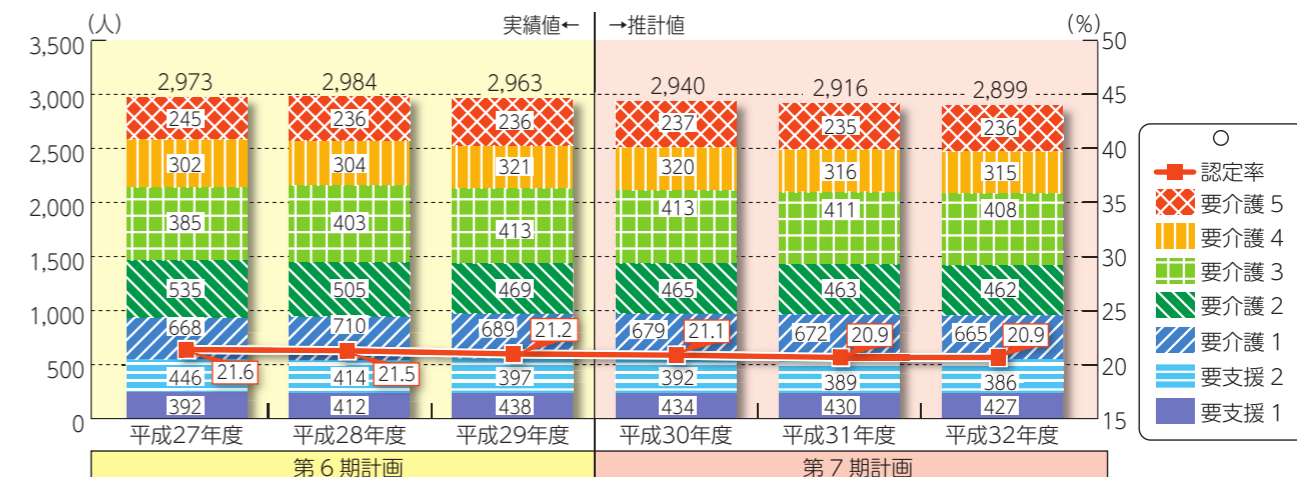 (人) 実績値← →推計値 (%)
3,500 50
2,973 2,984 2,963 2,940 2,916 2,899
3,000 45
245 236 236 237 235 236
2,500 40
302 304 321 320 316 315
2,000 35
385 403 413 413 411 408
1,500 30
535 505 469 465 463 462
1,000 25
668 710 689 21.2 679 21.1 672 20.9 665 20.9
500 20
446 21.6 414 21.5 397 392 389 386
392 412 438 434 430 427
0 15
平成27年度 平成28年度 平成29年度 平成30年度 平成31年度 平成32年度
第6期計画 第7期計画
認定率
要介護5
要介護4
要介護3
要介護2
要介護1
要支援2
要支援1